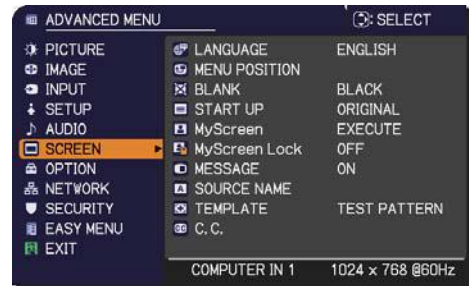 ADVANCED MENU : SELECT
PICTURE
IMAGE
INPUT
SETUP
AUDIO
SCREEN
OPTION
NETWORK
SECURITY
EASY MENU
EXIT
LANGUAGE ENGLISH
MENU POSITION
BLANK BLACK
START UP ORIGINAL
MyScreen EXECUTE
MyScreen Lock OFF
MESSAGE ON
SOURCE NAME
TEMPLATE TEST PATTERN
C. C.
COMPUTER IN 1 1024 x 768 @60Hz